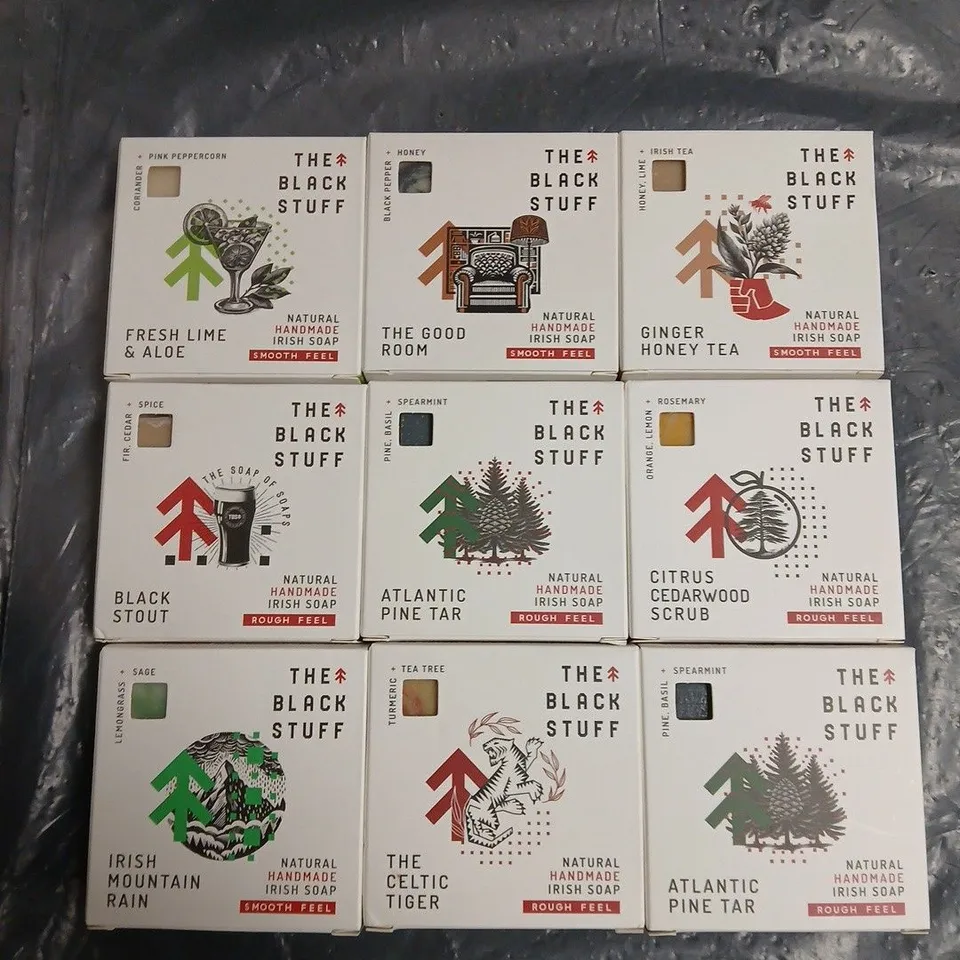 + PINK PEPPERCORN
CORIANDER
THE
BLACK
STUFF
FRESH LIME
& ALOE
NATURAL
HANDMADE
IRISH SOAP
SMOOTH FEEL
+ HONEY
BLACK PEPPER
THE
BLACK
STUFF
THE GOOD
ROOM
NATURAL
HANDMADE
IRISH SOAP
SMOOTH FEEL
+ IRISH TEA
HONEY, LIME
THE
BLACK
STUFF
GINGER
HONEY TEA
NATURAL
HANDMADE
IRISH SOAP
SMOOTH FEEL
+ SPICE
FIR, CEDAR
THE
BLACK
STUFF
THE SOAP OF SOAPS
TBS®
BLACK
STOUT
NATURAL
HANDMADE
IRISH SOAP
ROUGH FEEL
+ SPEARMINT
PINE, BASIL
THE
BLACK
STUFF
ATLANTIC
PINE TAR
NATURAL
HANDMADE
IRISH SOAP
ROUGH FEEL
+ ROSEMARY
ORANGE, LEMON
THE
BLACK
STUFF
CITRUS
CEDARWOOD
SCRUB
NATURAL
HANDMADE
IRISH SOAP
ROUGH FEEL
+ SAGE
LEMONGRASS
THE
BLACK
STUFF
IRISH
MOUNTAIN
RAIN
NATURAL
HANDMADE
IRISH SOAP
SMOOTH FEEL
+ TEA TREE
TURMERIC
THE
BLACK
STUFF
THE
CELTIC
TIGER
NATURAL
HANDMADE
IRISH SOAP
ROUGH FEEL
+ SPEARMINT
PINE, BASIL
THE
BLACK
STUFF
ATLANTIC
PINE TAR
NATURAL
HANDMADE
IRISH SOAP
ROUGH FEEL